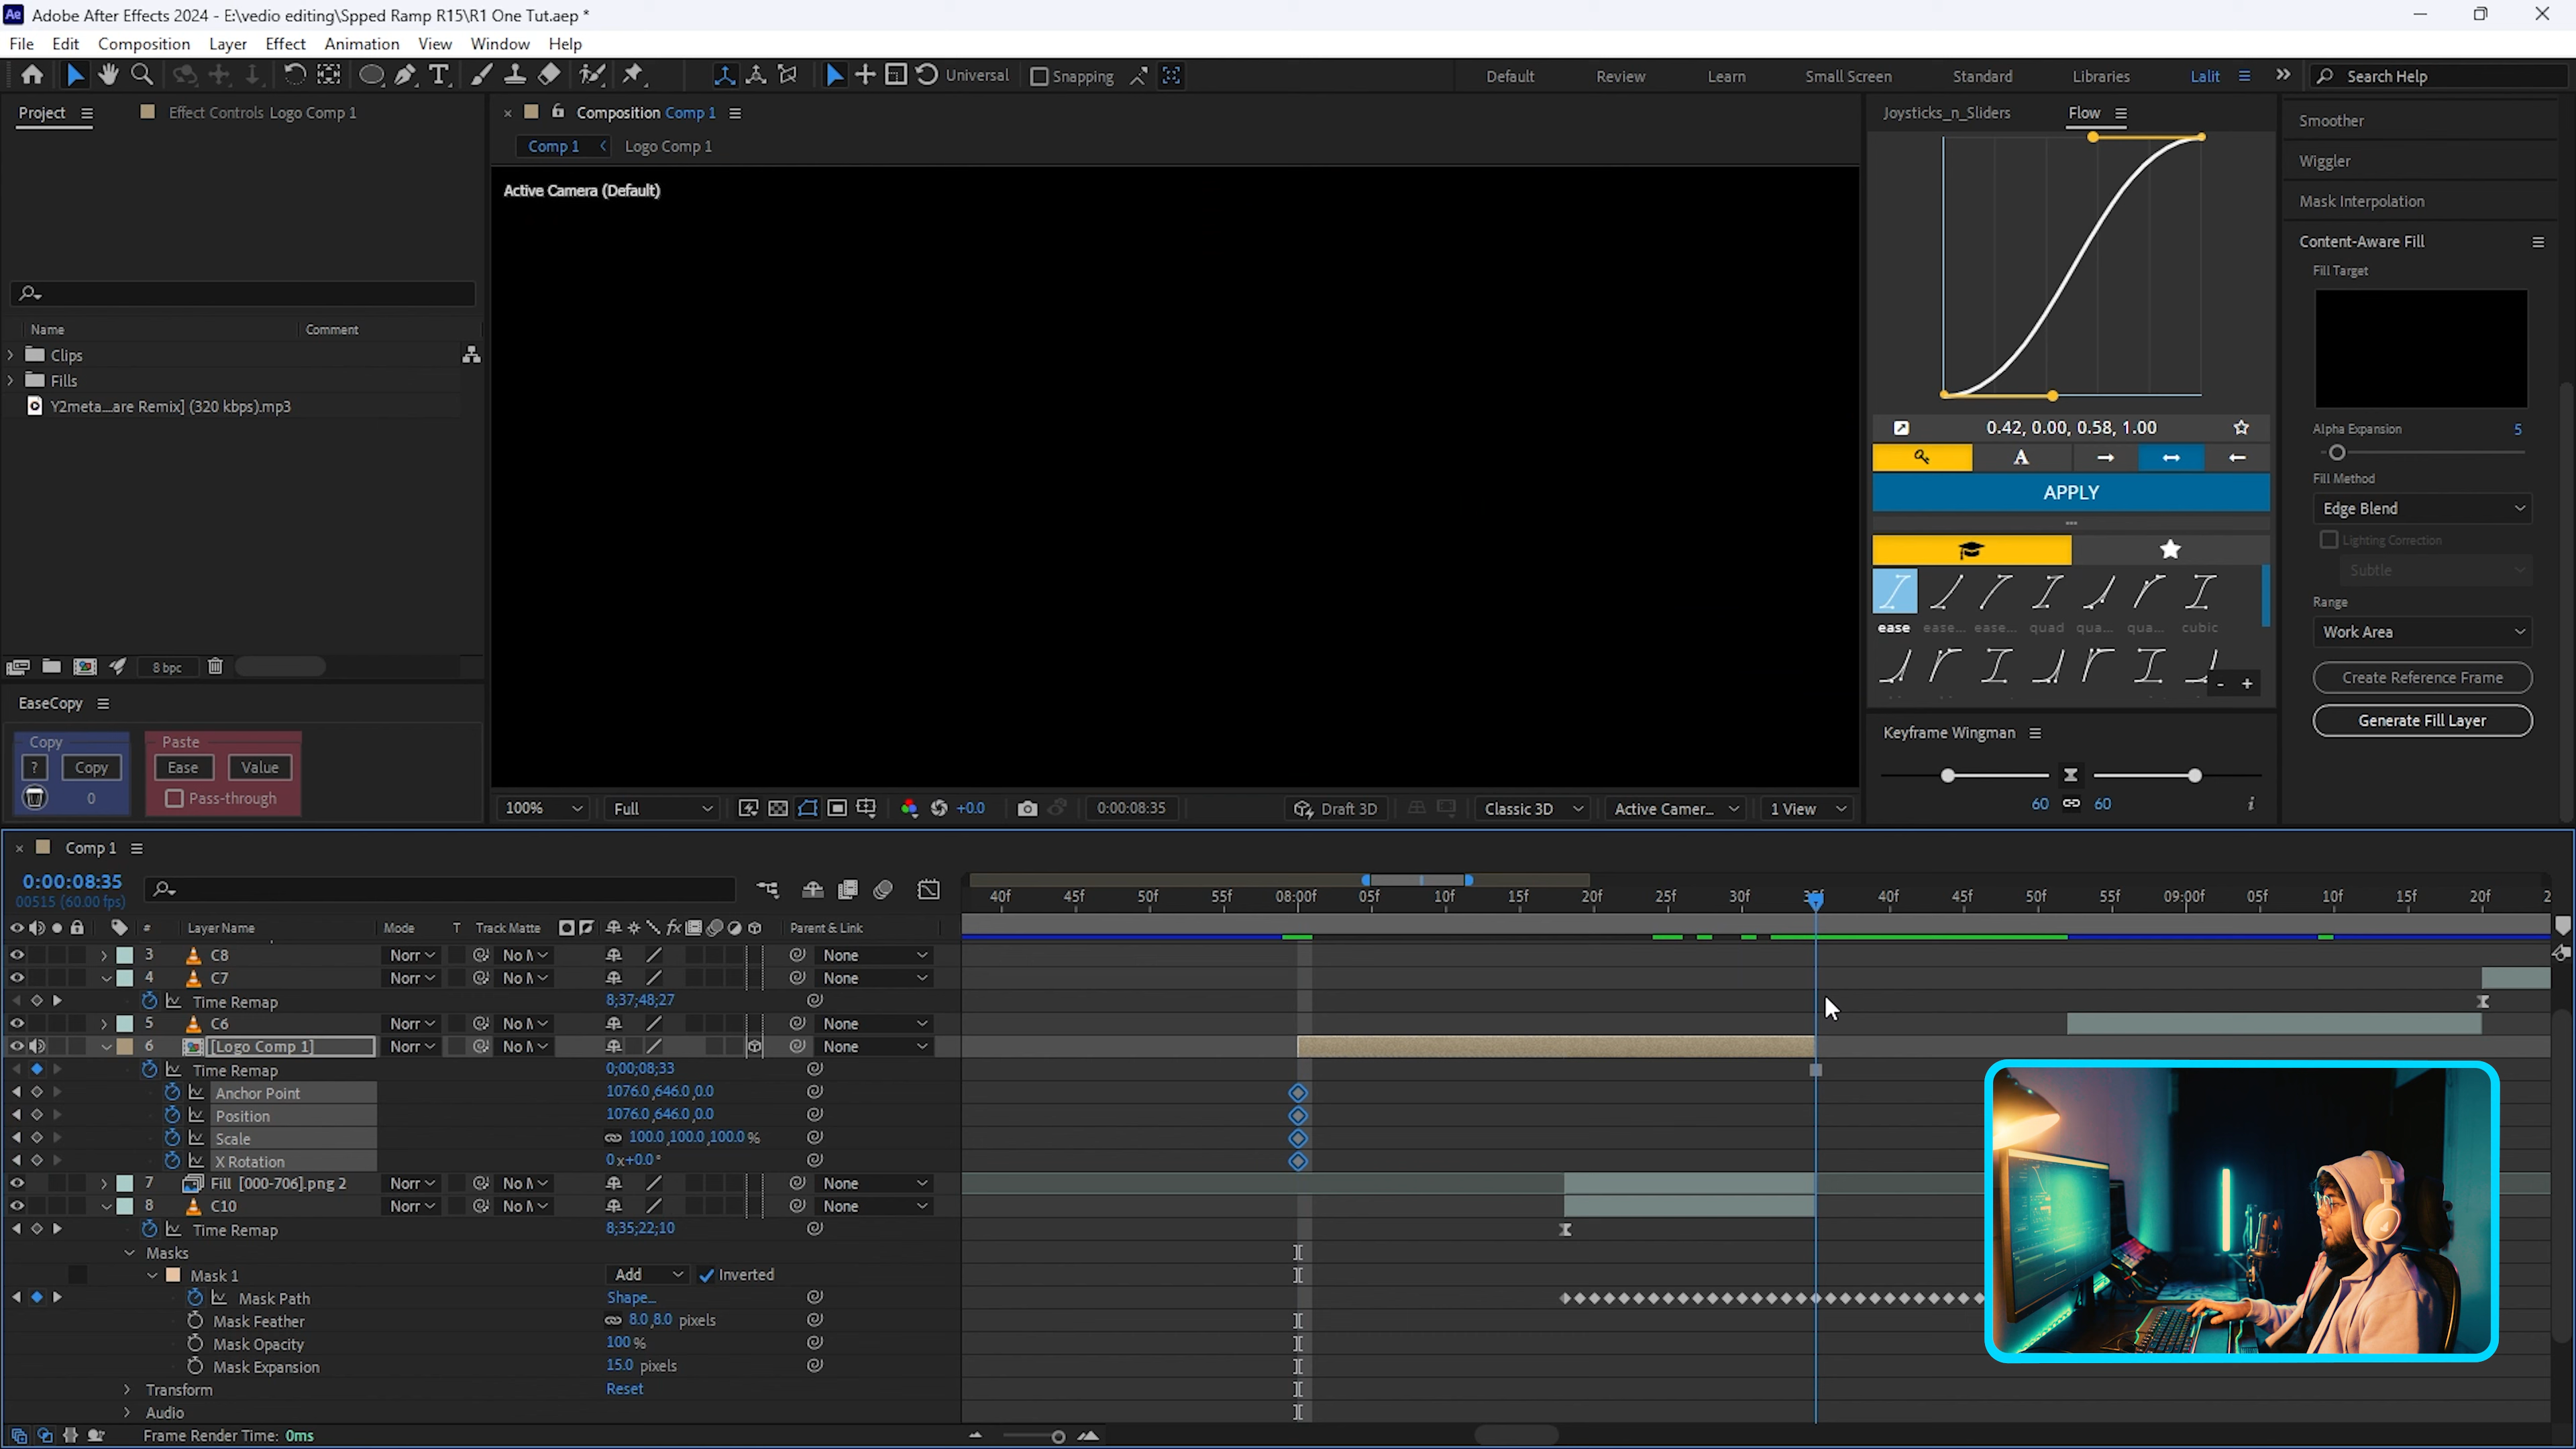 Adobe After Effects 2024 - E:\vedio editing\Spped Ramp R15\R1 One Tut.aep *
File Edit Composition Layer Effect Animation View Window Help
Universal Snapping Default Review Learn Small Screen Standard Libraries Lalit Search Help
Project Effect Controls Logo Comp 1
Composition Comp 1
Comp 1 Logo Comp 1
Active Camera (Default)
Name Comment
Clips
Fills
Y2meta....are Remix] (320 kbps).mp3
8 bpc
EaseCopy
Copy Paste
? Copy Ease Value
0 Pass-through
100% Full +0.0 0:00:08:35 Draft 3D Classic 3D Active Camer... 1 View
Joysticks_n_Sliders Flow
0.42, 0.00, 0.58, 1.00
A
APPLY
ease ease... ease... quad qua... qua... cubic
- +
Keyframe Wingman
60 60
Smoother
Wiggler
Mask Interpolation
Content-Aware Fill
Fill Target
Alpha Expansion 5
Fill Method
Edge Blend
Lighting Correction
Subtle
Range
Work Area
Create Reference Frame
Generate Fill Layer
Comp 1
0:00:08:35
00515 (60.00 fps)
40f 45f 50f 55f 08:00f 05f 10f 15f 20f 25f 30f 35f 40f 45f 50f 55f 09:00f 05f 10f 15f 20f 2
# Layer Name Mode T Track Matte fx Parent & Link
3 C8 Norr No M None
4 C7 Norr No M None
Time Remap 8;37;48;27
5 C6 Norr No M None
6 [Logo Comp 1] Norr No M None
Time Remap 0;00;08;33
Anchor Point 1076.0,646.0,0.0
Position 1076.0,646.0,0.0
Scale 100.0,100.0,100.0 %
X Rotation 0 x+0.0 °
7 Fill [000-706].png 2 Norr No M None
8 C10 Norr No M None
Time Remap 8;35;22;10
Masks
Mask 1 Add Inverted
Mask Path Shape...
Mask Feather 8.0,8.0 pixels
Mask Opacity 100 %
Mask Expansion 15.0 pixels
Transform Reset
Audio
Frame Render Time: 0ms